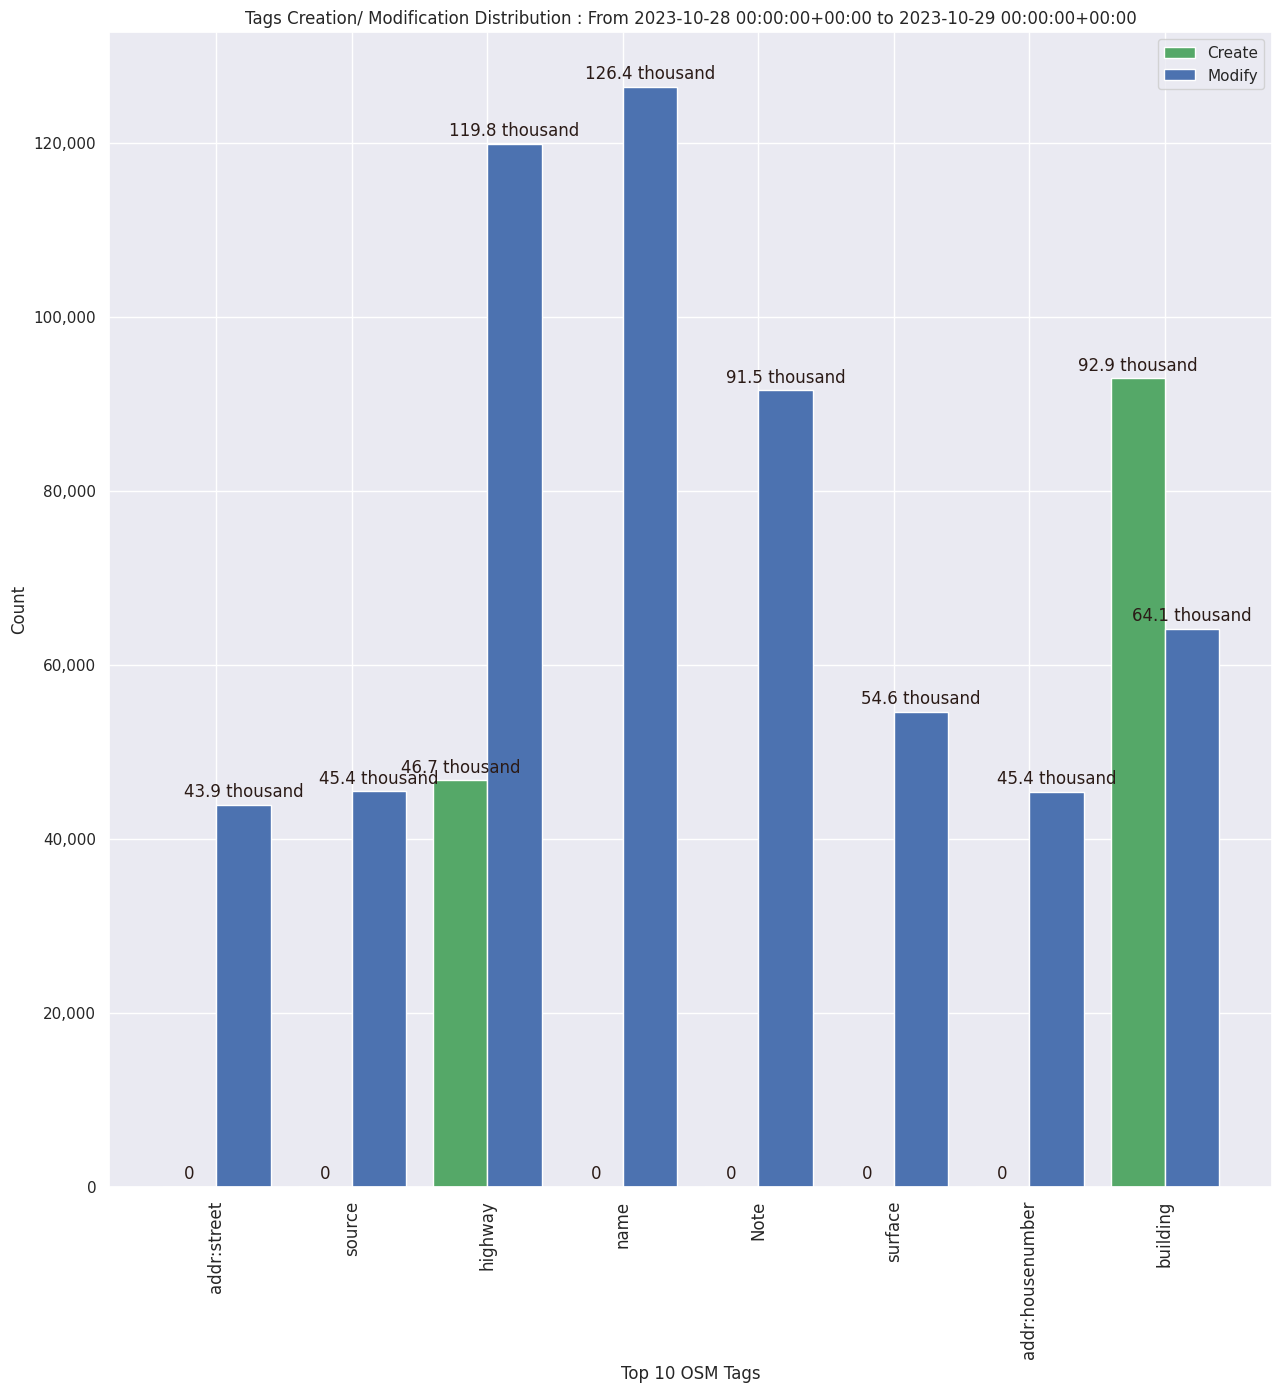 Tags Creation/ Modification Distribution : From 2023-10-28 00:00:00+00:00 to 2023-10-29 00:00:00+00:00
Create
Modify
Count
120,000
100,000
80,000
60,000
40,000
20,000
0
0
43.9 thousand
0
45.4 thousand
46.7 thousand
119.8 thousand
0
126.4 thousand
0
91.5 thousand
0
54.6 thousand
0
45.4 thousand
92.9 thousand
64.1 thousand
addr:street
source
highway
name
Note
surface
addr:housenumber
building
Top 10 OSM Tags